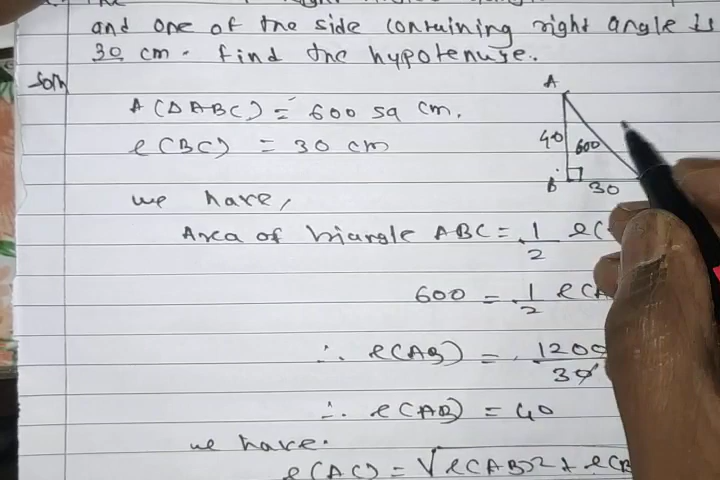 and one of the side containing right angle is
30 cm. find the hypotenuse.
Soln
A(ΔABC) = 600 sq cm.
l(BC) = 30 cm
A
40
600
B
30
we have,
Area of triangle ABC = 1/2 l(
600 = 1/2 l(A
∴ l(AB) = 1200/30
∴ l(AB) = 40
we have.
l(AC) = √l(AB)2 + l(B